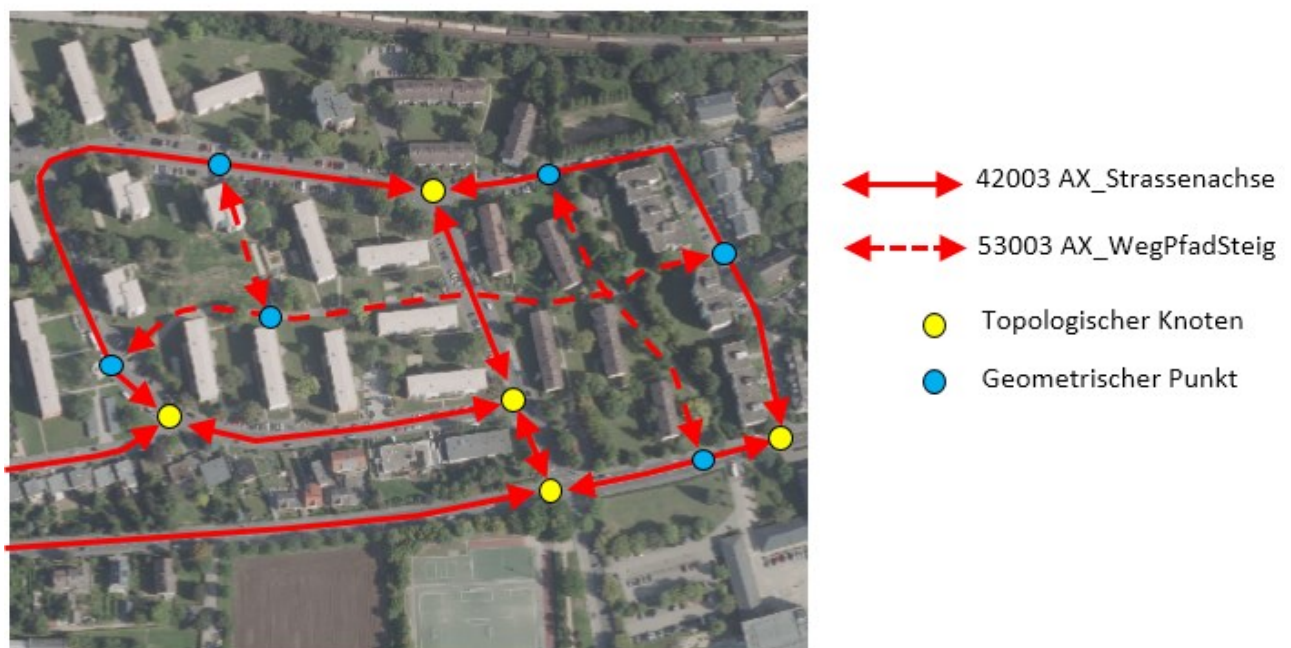 42003 AX_Strassenachse
53003 AX_WegPfadSteig
Topologischer Knoten
Geometrischer Punkt